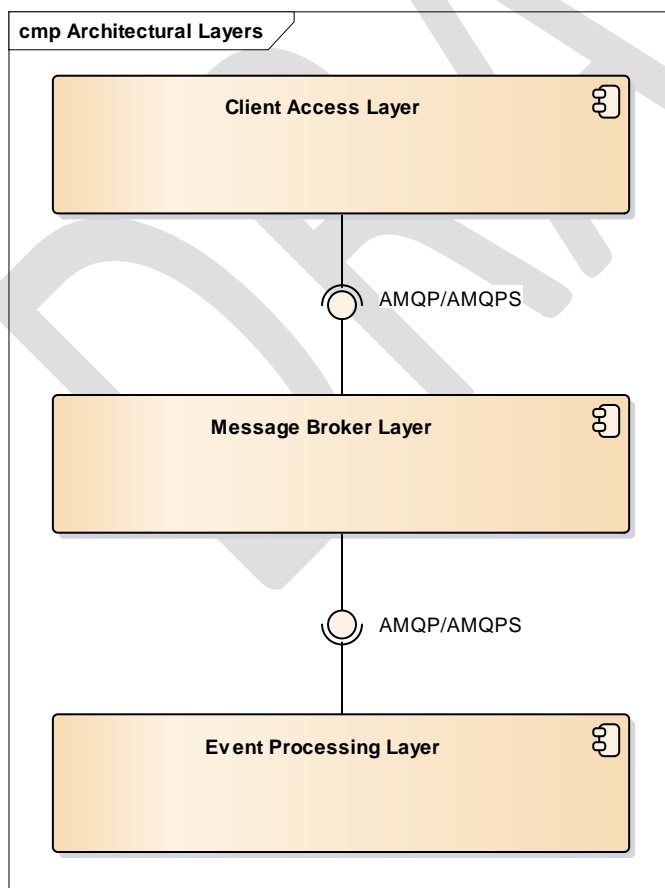 cmp Architectural Layers
Client Access Layer
AMQP/AMQPS
Message Broker Layer
AMQP/AMQPS
Event Processing Layer